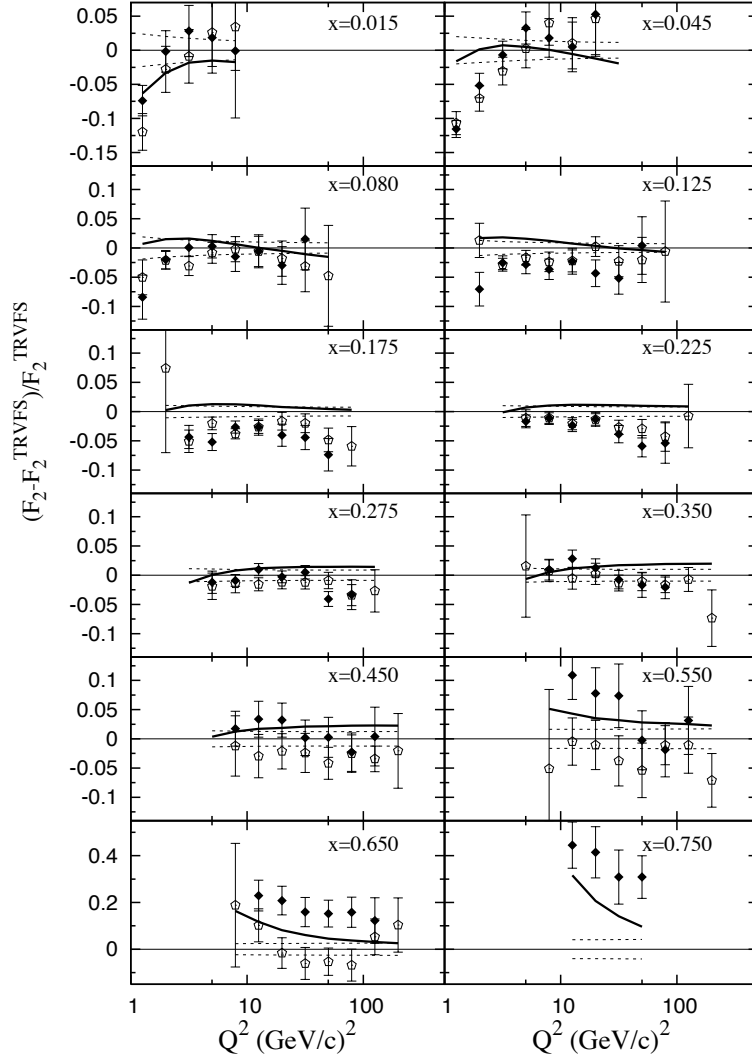 0.05
0
-0.05
-0.1
-0.15
x=0.015
x=0.045
0.1
0.05
0
-0.05
-0.1
x=0.080
x=0.125
0.1
0.05
0
-0.05
-0.1
x=0.175
x=0.225
(F₂-F₂^TRVFS)/F₂^TRVFS
0.1
0.05
0
-0.05
-0.1
x=0.275
x=0.350
0.1
0.05
0
-0.05
-0.1
x=0.450
x=0.550
0.4
0.2
0
x=0.650
x=0.750
1 10 100 1 10 100
Q² (GeV/c)² Q² (GeV/c)²